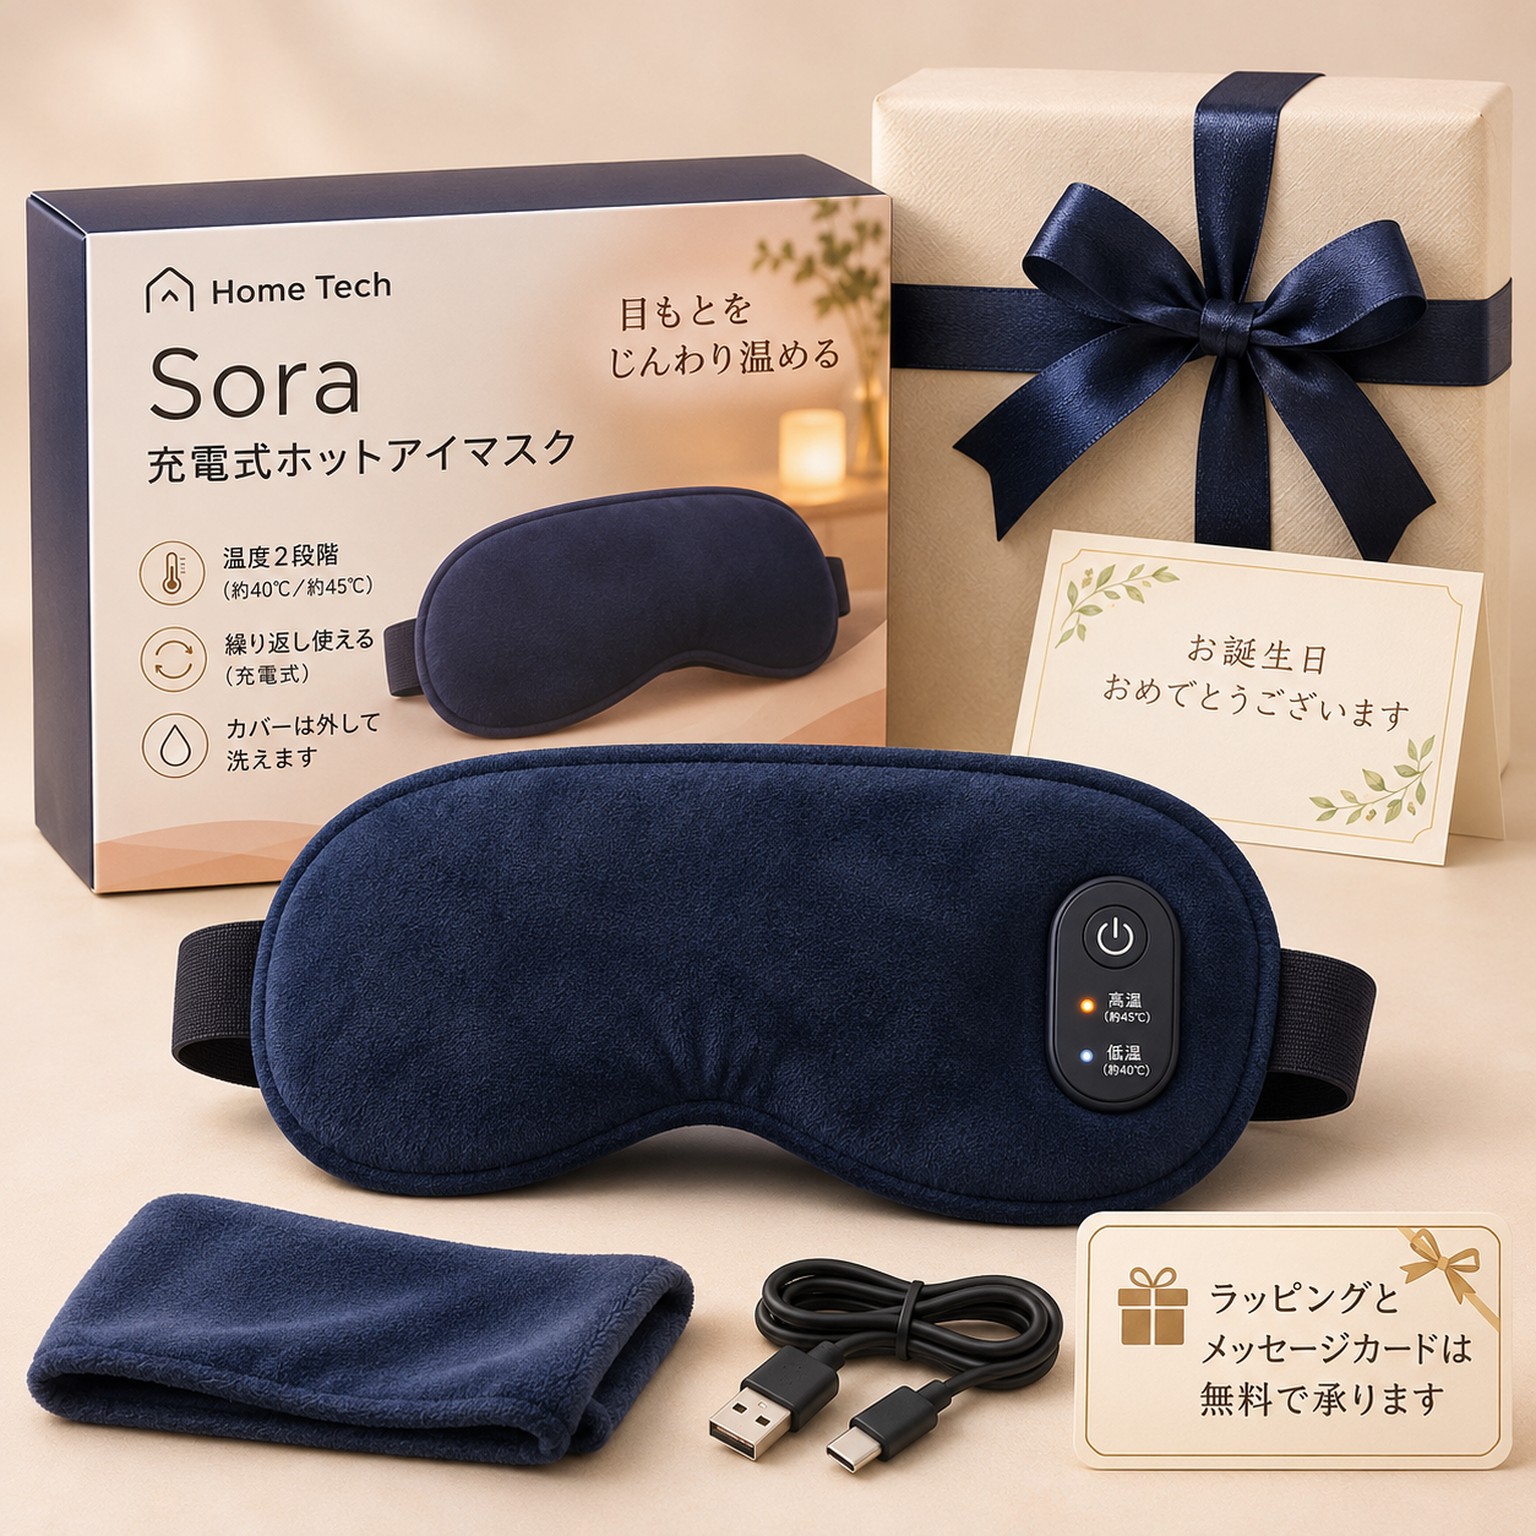 Home Tech
Sora
充電式ホットアイマスク
目もとを
じんわり温める
温度2段階
(約40℃/約45℃)
繰り返し使える
(充電式)
カバーは外して
洗えます
お誕生日
おめでとうございます
高温
(約45℃)
低温
(約40℃)
ラッピングと
メッセージカードは
無料で承ります